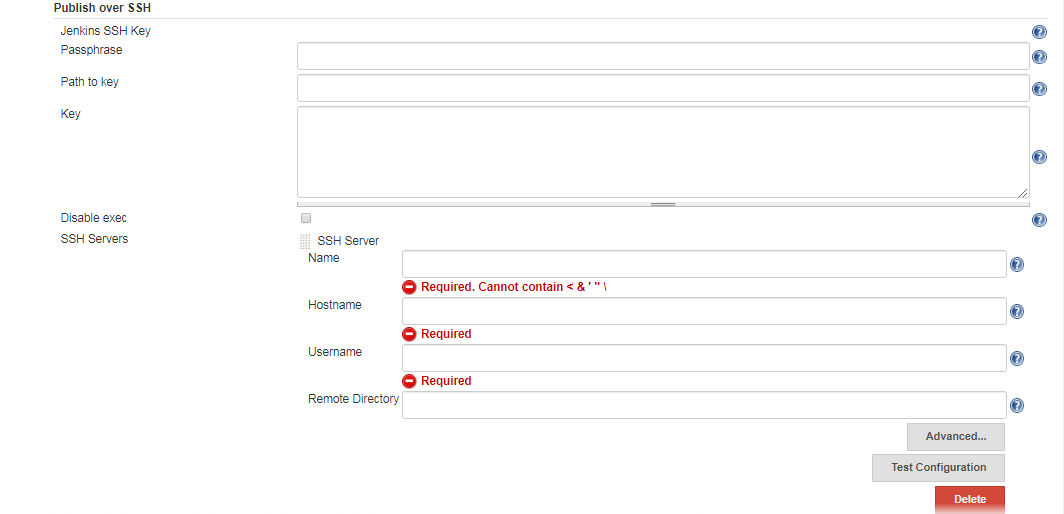 Publish over SSH
Jenkins SSH Key
Passphrase
Path to key
Key
Disable exec
SSH Servers
SSH Server
Name
Required. Cannot contain < & ' " \
Hostname
Required
Username
Required
Remote Directory
Advanced...
Test Configuration
Delete